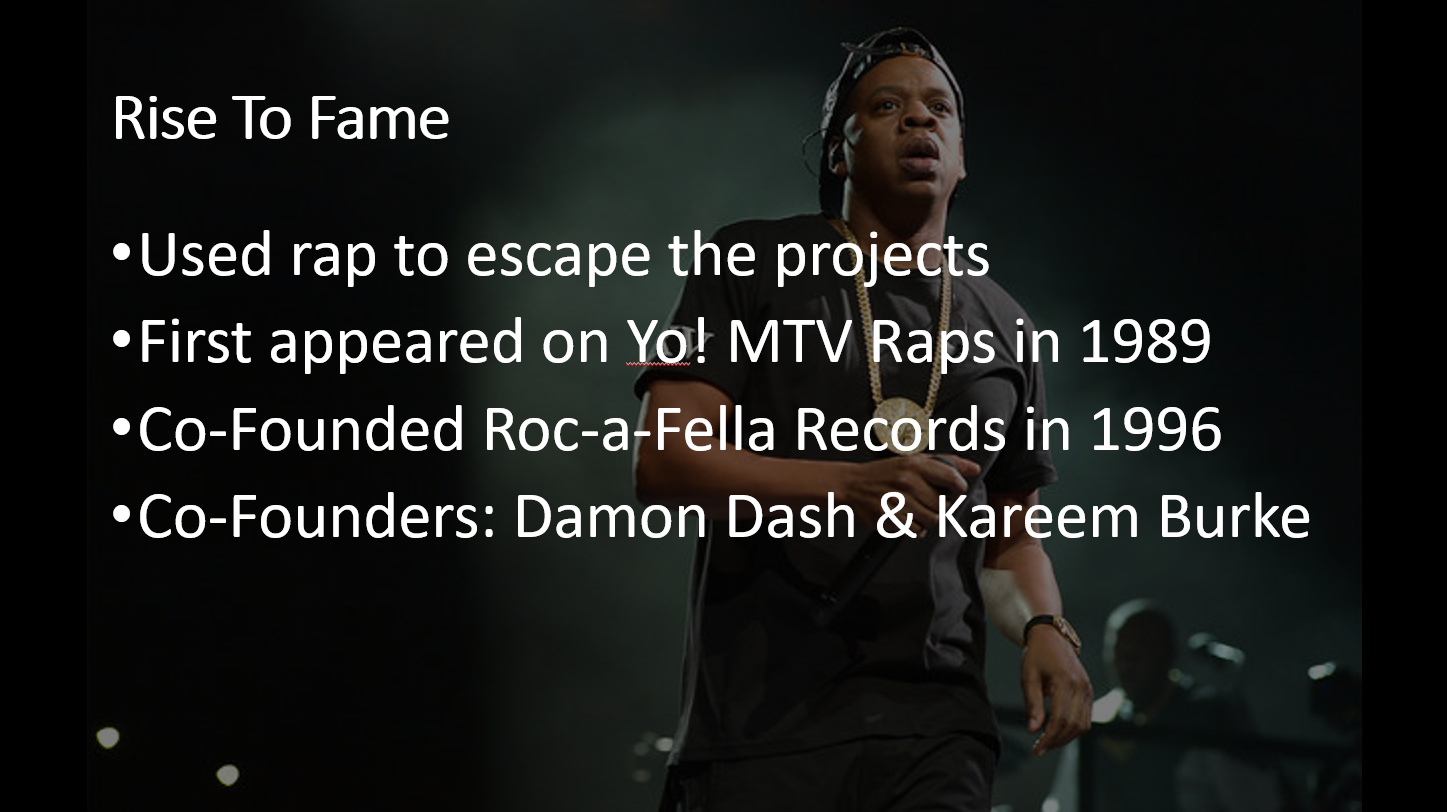 Rise To Fame
•Used rap to escape the projects
•First appeared on Yo! MTV Raps in 1989
•Co-Founded Roc-a-Fella Records in 1996
•Co-Founders: Damon Dash & Kareem Burke